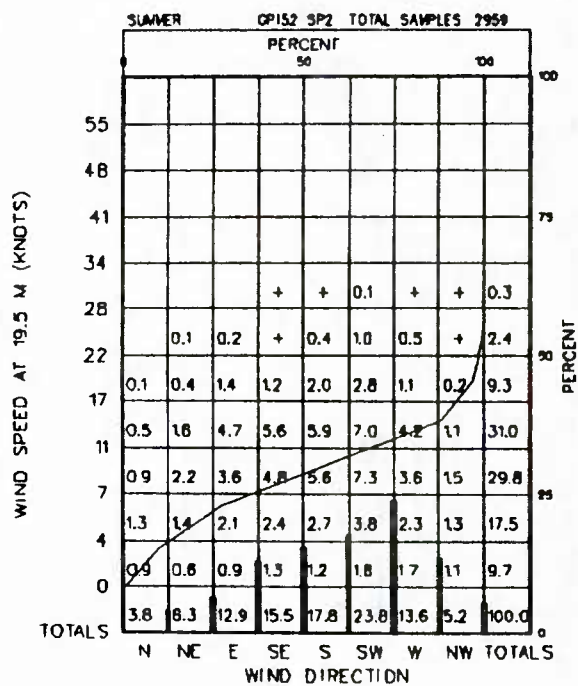 SUMMER GP152 SP2 TOTAL SAMPLES 2959
PERCENT
0 50 100
100
55
48
41 75
34
+ + 0.1 + + 0.3
28
0.1 0.2 + 0.4 1.0 0.5 + 2.4
22 50
0.1 0.4 1.4 1.2 2.0 2.8 1.1 0.2 9.3
17
0.5 1.6 4.7 5.6 5.9 7.0 4.2 1.1 31.0
11
0.9 2.2 3.6 4.8 5.6 7.3 3.6 1.5 29.8
7 25
1.3 1.4 2.1 2.4 2.7 3.8 2.3 1.3 17.5
4
0.9 0.6 0.9 1.3 1.2 1.8 1.7 1.1 9.7
0
3.8 6.3 12.9 15.5 17.8 23.8 13.6 5.2 100.0
TOTALS 0
N NE E SE S SW W NW TOTALS
WIND DIRECTION
WIND SPEED AT 19.5 M (KNOTS)
PERCENT